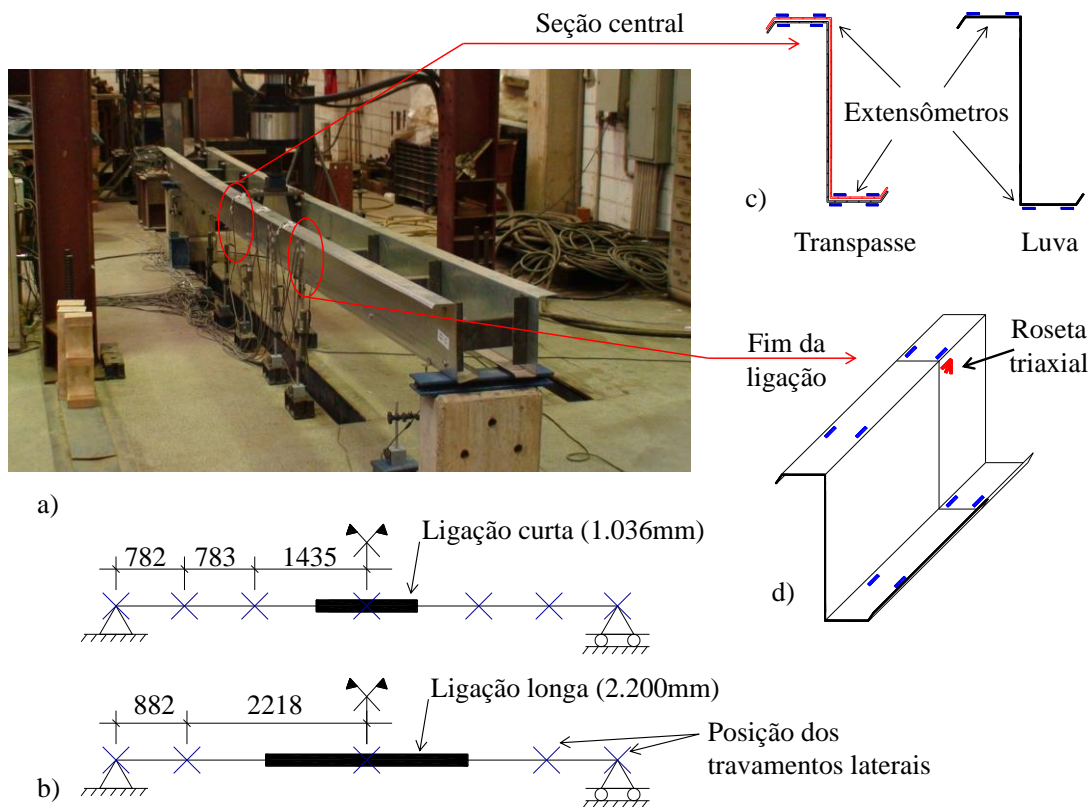 Seção central
Extensômetros
c)
Transpasse
Luva
Fim da
ligação
Roseta
triaxial
d)
a)
782
783
1435
Ligação curta (1.036mm)
882
2218
Ligação longa (2.200mm)
Posição dos
travamentos laterais
b)